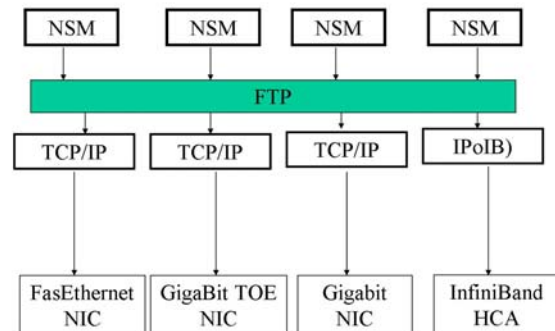 NSM NSM NSM NSM
FTP
TCP/IP TCP/IP TCP/IP IPoIB)
FasEthernet
NIC
GigaBit TOE
NIC
Gigabit
NIC
InfiniBand
HCA